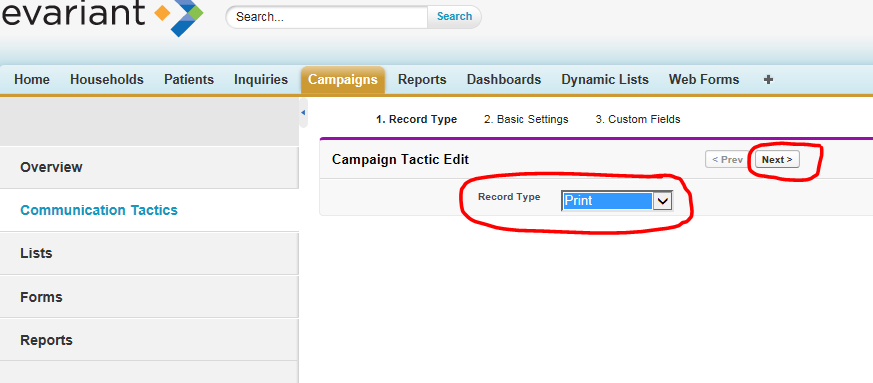 evariant
Search...
Search
Home Households Patients Inquiries Campaigns Reports Dashboards Dynamic Lists Web Forms +
1. Record Type 2. Basic Settings 3. Custom Fields
Campaign Tactic Edit
< Prev
Next >
Record Type
Print
Overview
Communication Tactics
Lists
Forms
Reports